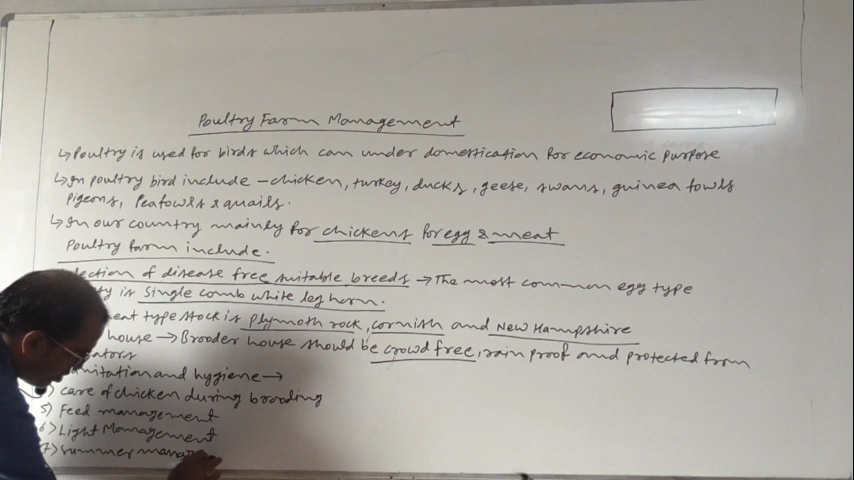 Poultry Farm Management
↳ Poultry is used for birds which can under domestication for economic purpose
↳ In poultry bird include - chicken, turkey, ducks, geese, swans, guinea fowls
Pigeons, Peafowls & quails.
↳ In our country mainly for chickens for egg & meat
Poultry farm include.
lection of disease free suitable breeds → The most common egg type
ty is Single comb white leg horn.
eat type stock is Plymoth rock, cornish and New Hampshire
house → Brooder house should be crowd free, rain proof and protected from
ators
nitation and hygiene →
) care of chicken during brooding
5) Feed management
6) Light Management
7) Summer mana